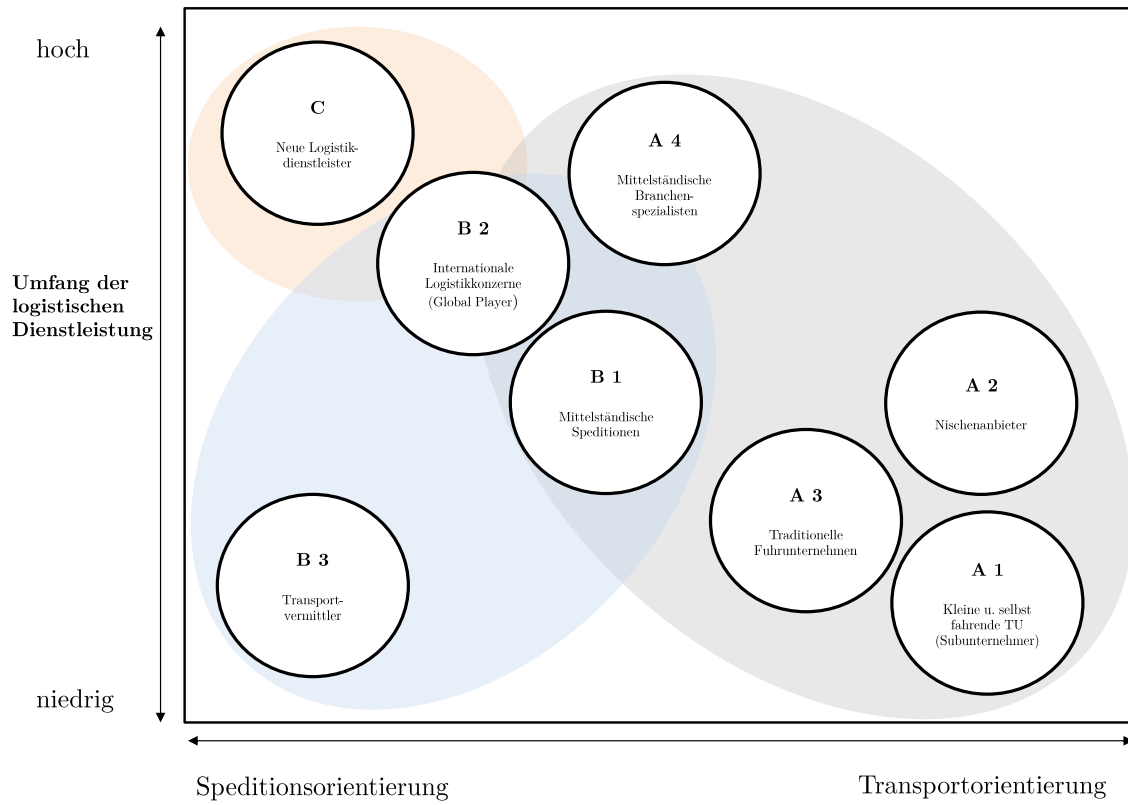 hoch
C
Neue Logistik-
dienstleister
A 4
Mittelständische
Branchen-
spezialisten
B 2
Internationale
Logistikkonzerne
(Global Player)
Umfang der
logistischen
Dienstleistung
B 1
Mittelständische
Speditionen
A 2
Nischenanbieter
A 3
Traditionelle
Fuhrunternehmen
B 3
Transport-
vermittler
A 1
Kleine u. selbst
fahrende TU
(Subunternehmer)
niedrig
Speditionsorientierung
Transportorientierung